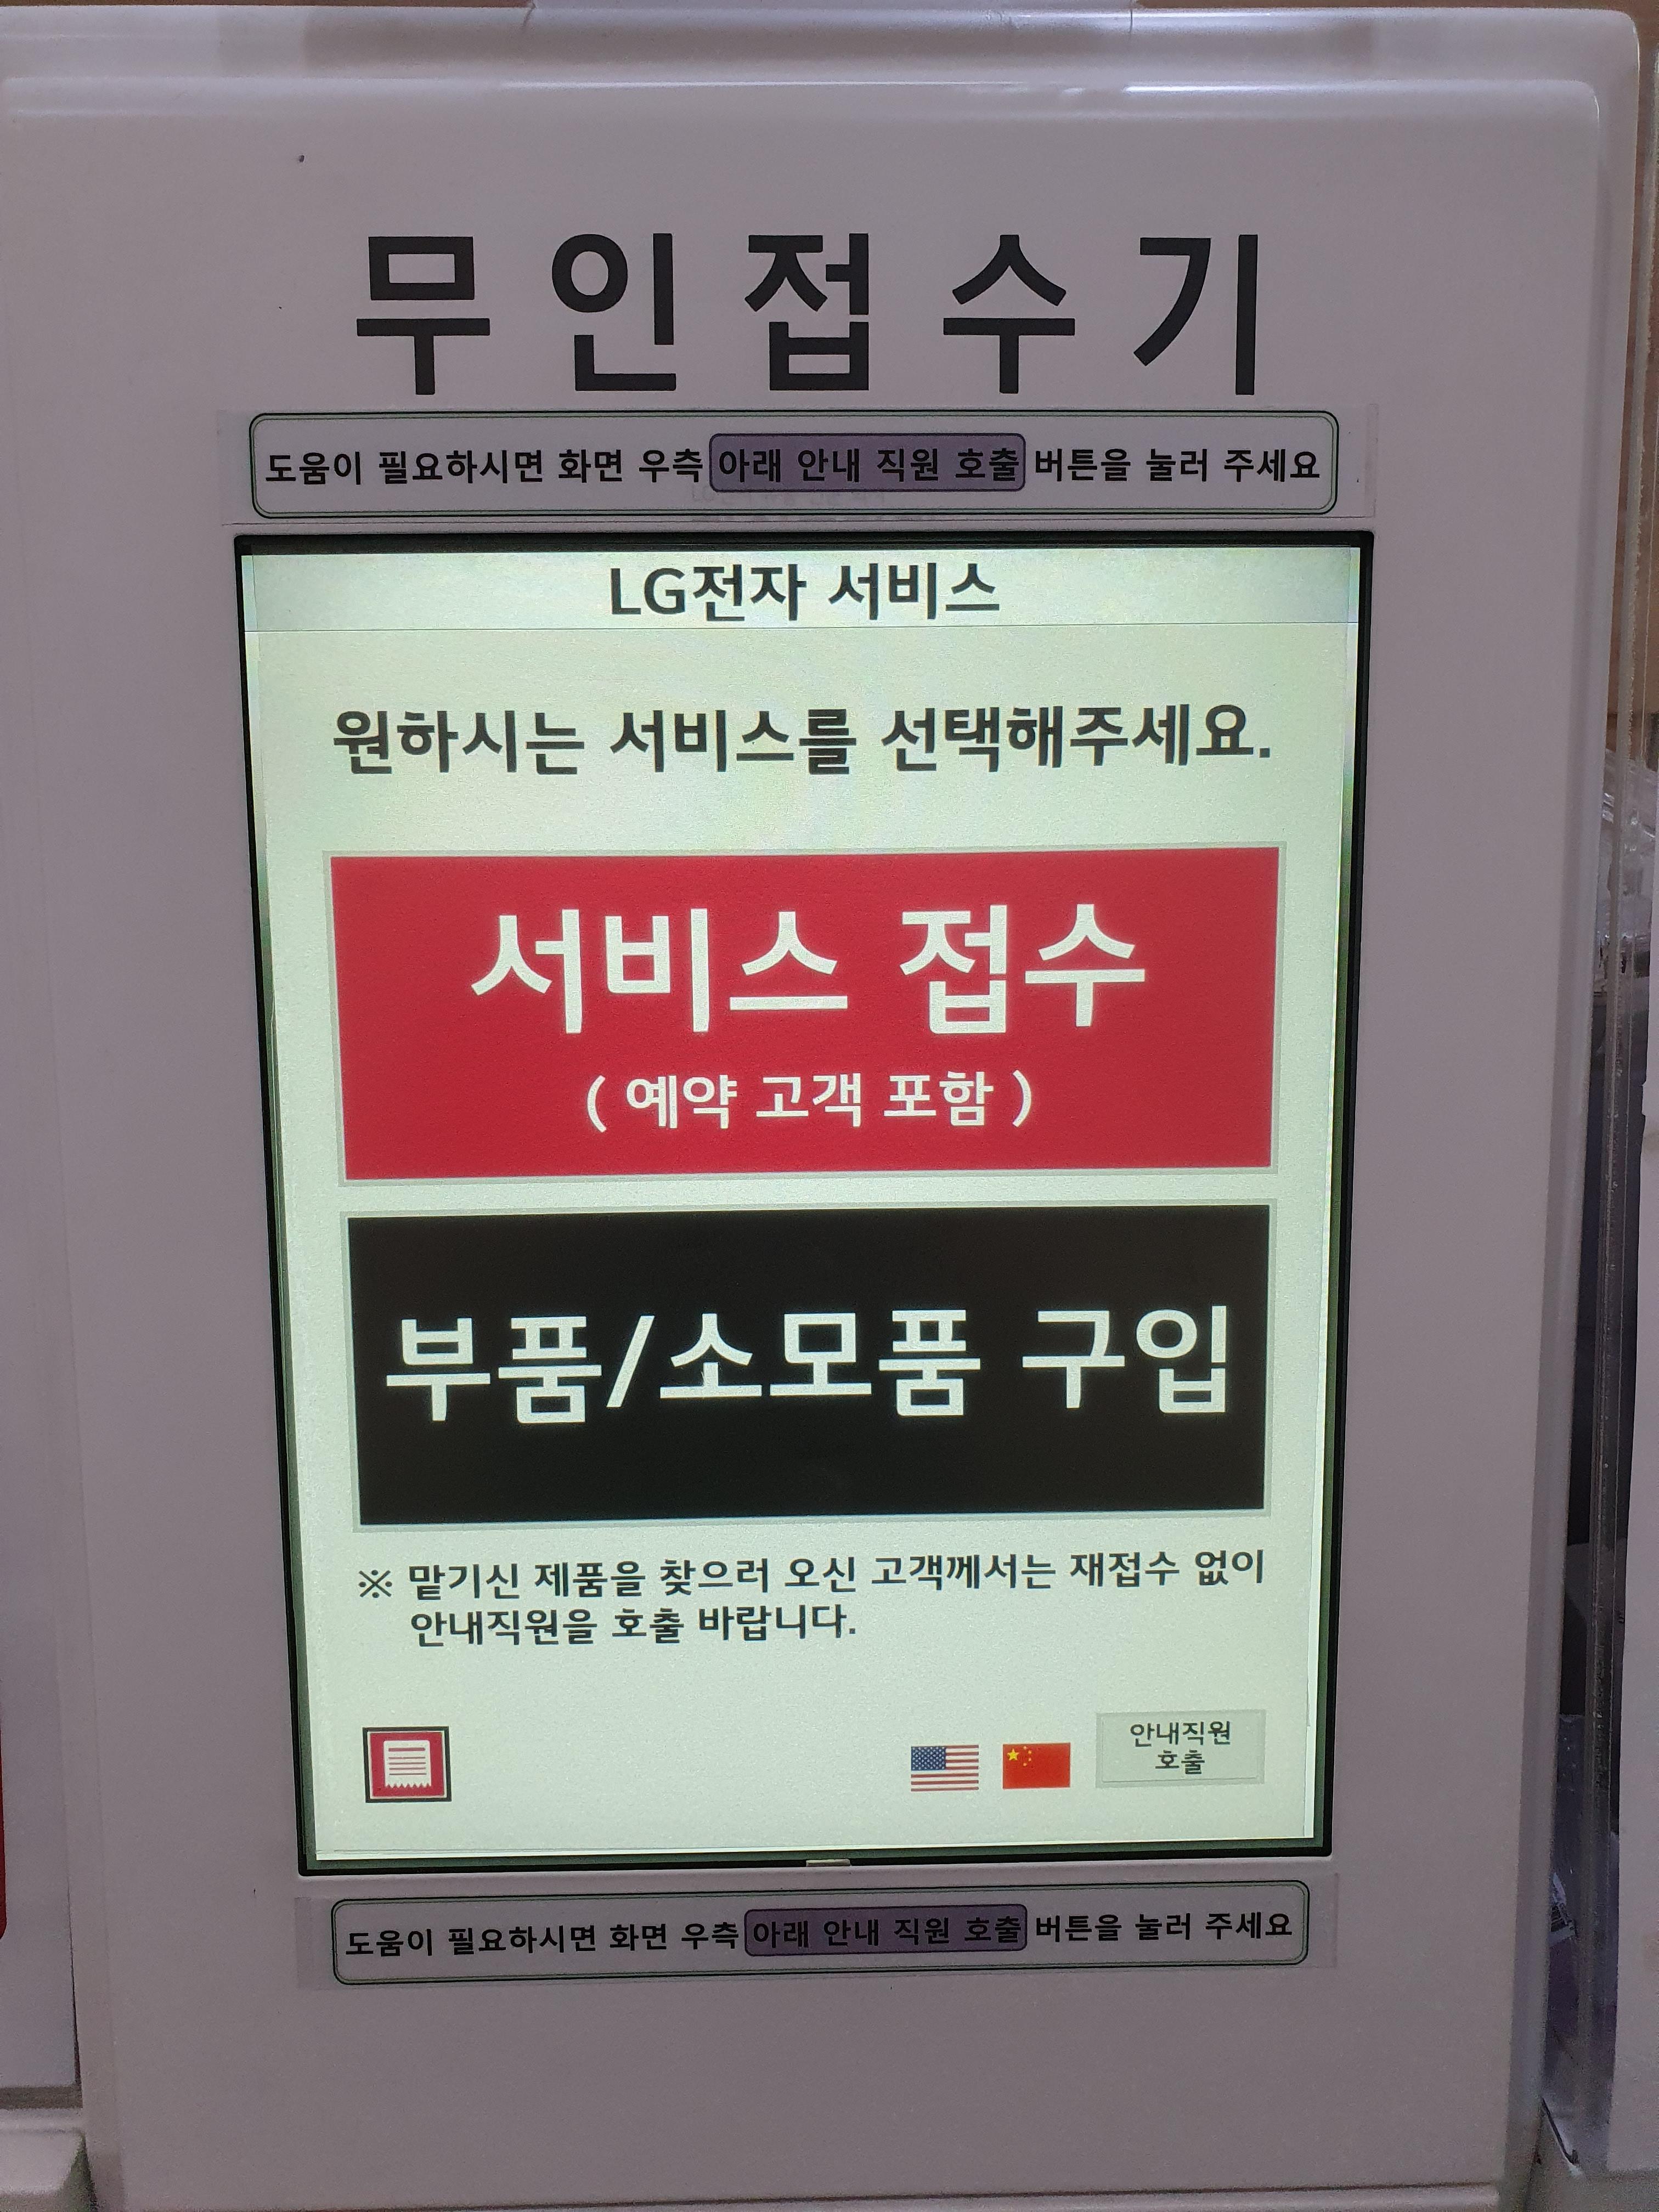 무인접수기
도움이 필요하시면 화면 우측 아래 안내 직원 호출 버튼을 눌러 주세요
LG전자 서비스
원하시는 서비스를 선택해주세요.
서비스 접수
( 예약 고객 포함 )
부품/소모품 구입
※ 맡기신 제품을 찾으러 오신 고객께서는 재접수 없이
안내직원을 호출 바랍니다.
안내직원
호출
도움이 필요하시면 화면 우측 아래 안내 직원 호출 버튼을 눌러 주세요